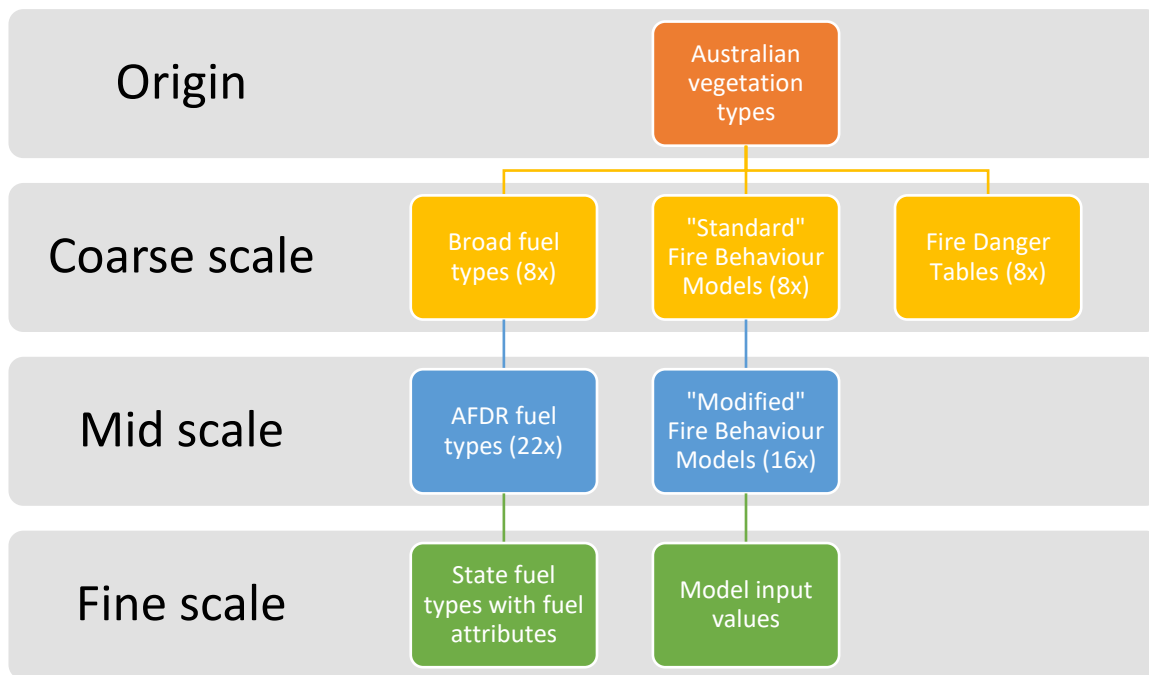 Origin
Australian
vegetation
types
Coarse scale
Broad fuel
types (8x)
"Standard"
Fire Behaviour
Models (8x)
Fire Danger
Tables (8x)
Mid scale
AFDR fuel
types (22x)
"Modified"
Fire Behaviour
Models (16x)
Fine scale
State fuel
types with fuel
attributes
Model input
values